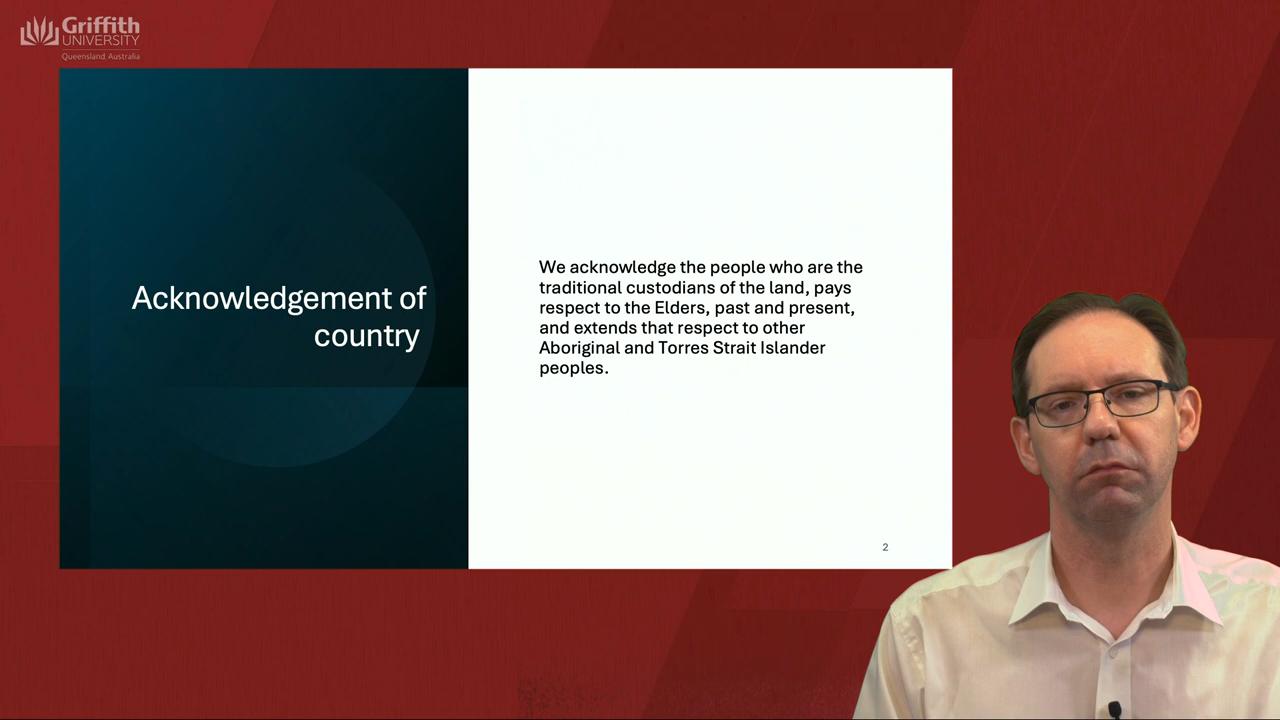 Griffith
UNIVERSITY
Queensland, Australia
Acknowledgement of
country
We acknowledge the people who are the
traditional custodians of the land, pays
respect to the Elders, past and present,
and extends that respect to other
Aboriginal and Torres Strait Islander
peoples.
2